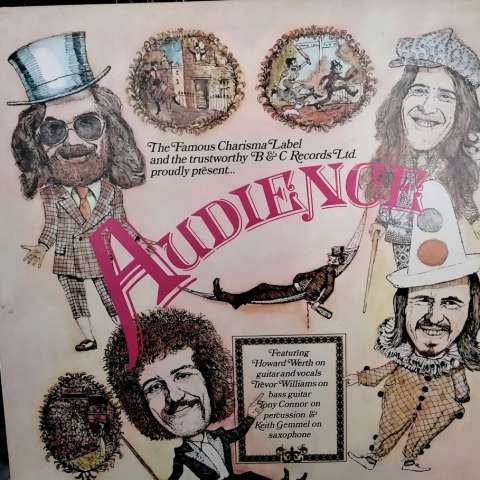 The Famous Charisma Label
and the trustworthy B & C Records Ltd.
proudly present...
AUDIENCE
Featuring
Howard Werth on
guitar and vocals
Trevor Williams on
bass guitar
Tony Connor on
percussion &
Keith Gemmel on
saxophone